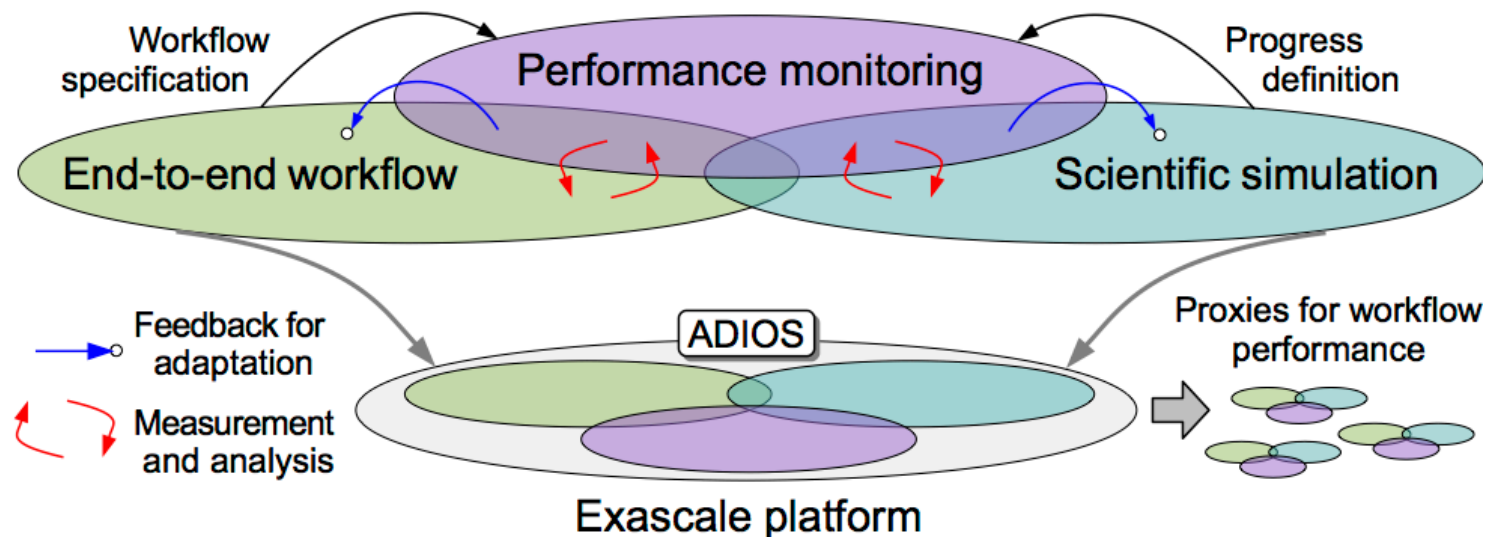 Workflow
specification
Performance monitoring
Progress
definition
End-to-end workflow
Scientific simulation
Feedback for
adaptation
Measurement
and analysis
ADIOS
Proxies for workflow
performance
Exascale platform